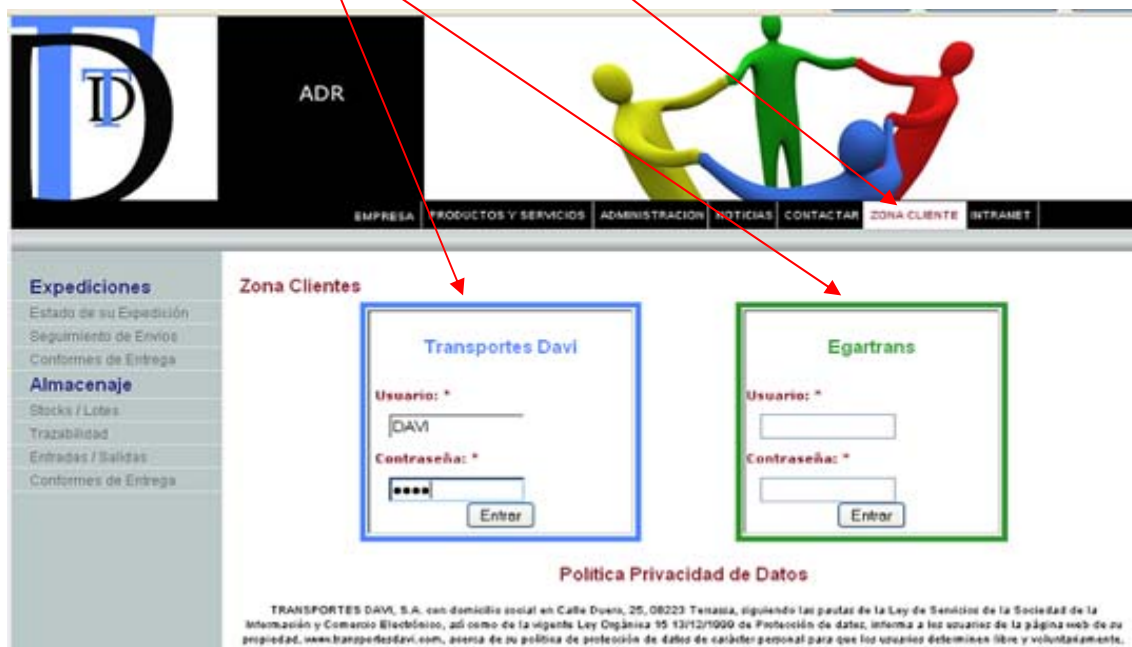 TD
TD
ADR
EMPRESA PRODUCTOS Y SERVICIOS ADMINISTRACIÓN NOTICIAS CONTACTAR ZONA CLIENTE INTRANET
Expediciones
Estado de su Expedición
Seguimiento de Envios
Conformes de Entrega
Almacenaje
Stocks / Lotes
Trazabilidad
Entradas / Salidas
Conformes de Entrega
Zona Clientes
Transportes Davi
Usuario: *
DAVI
Contraseña: *
Entrar
Egartrans
Usuario: *
Contraseña: *
Entrar
Política Privacidad de Datos
TRANSPORTES DAVI, S.A. con domicilio social en Calle Duero, 25, 08223 Terrassa, siguiendo las pautas de la Ley de Servicios de la Sociedad de la
Información y Comercio Electrónico, así como de la vigente Ley Orgánica 15 13/12/1999 de Protección de datos, informa a los usuarios de la página web de su
propiedad, www.transportesdavi.com, acerca de su política de protección de datos de carácter personal para que los usuarios determinen libre y voluntariamente,